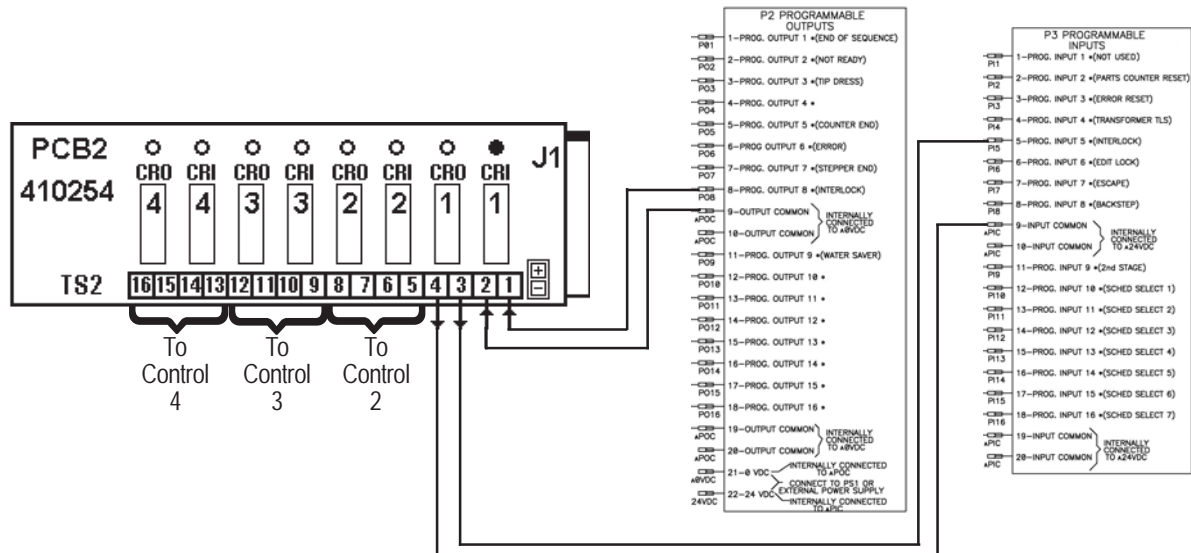 PCB2
410254
J1
CRO CRI CRO CRI CRO CRI CRO CRI
4 4 3 3 2 2 1 1
TS2
16 15 14 13 12 11 10 9 8 7 6 5 4 3 2 1
+
-
To
Control
4
To
Control
3
To
Control
2
P2 PROGRAMMABLE
OUTPUTS
1-PROG. OUTPUT 1 *(END OF SEQUENCE)
P01
2-PROG. OUTPUT 2 *(NOT READY)
PO2
3-PROG. OUTPUT 3 *(TIP DRESS)
PO3
4-PROG. OUTPUT 4 *
PO4
5-PROG. OUTPUT 5 *(COUNTER END)
PO5
6-PROG OUTPUT 6 *(ERROR)
PO6
7-PROG. OUTPUT 7 *(STEPPER END)
PO7
8-PROG. OUTPUT 8 *(INTERLOCK)
PO8
9-OUTPUT COMMON
APOC
10-OUTPUT COMMON
APOC
INTERNALLY
CONNECTED
TO A0VDC
11-PROG. OUTPUT 9 *(WATER SAVER)
PO9
12-PROG. OUTPUT 10 *
PO10
13-PROG. OUTPUT 11 *
PO11
14-PROG. OUTPUT 12 *
PO12
15-PROG. OUTPUT 13 *
PO13
16-PROG. OUTPUT 14 *
PO14
17-PROG. OUTPUT 15 *
PO15
18-PROG. OUTPUT 16 *
PO16
19-OUTPUT COMMON
APOC
20-OUTPUT COMMON
APOC
INTERNALLY
CONNECTED
TO A0VDC
21-0 VDC
A0VDC
INTERNALLY CONNECTED
TO APOC
CONNECT TO PS1 OR
EXTERNAL POWER SUPPLY
22-24 VDC
24VDC
INTERNALLY CONNECTED
TO APIC
P3 PROGRAMMABLE
INPUTS
1-PROG. INPUT 1 *(NOT USED)
PI1
2-PROG. INPUT 2 *(PARTS COUNTER RESET)
PI2
3-PROG. INPUT 3 *(ERROR RESET)
PI3
4-PROG. INPUT 4 *(TRANSFORMER TLS)
PI4
5-PROG. INPUT 5 *(INTERLOCK)
PI5
6-PROG. INPUT 6 *(EDIT LOCK)
PI6
7-PROG. INPUT 7 *(ESCAPE)
PI7
8-PROG. INPUT 8 *(BACKSTEP)
PI8
9-INPUT COMMON
APIC
10-INPUT COMMON
APIC
INTERNALLY
CONNECTED
TO A24VDC
11-PROG. INPUT 9 *(2nd STAGE)
PI9
12-PROG. INPUT 10 *(SCHED SELECT 1)
PI10
13-PROG. INPUT 11 *(SCHED SELECT 2)
PI11
14-PROG. INPUT 12 *(SCHED SELECT 3)
PI12
15-PROG. INPUT 13 *(SCHED SELECT 4)
PI13
16-PROG. INPUT 14 *(SCHED SELECT 5)
PI14
17-PROG. INPUT 15 *(SCHED SELECT 6)
PI15
18-PROG. INPUT 16 *(SCHED SELECT 7)
PI16
19-INPUT COMMON
APIC
20-INPUT COMMON
APIC
INTERNALLY
CONNECTED
TO A24VDC